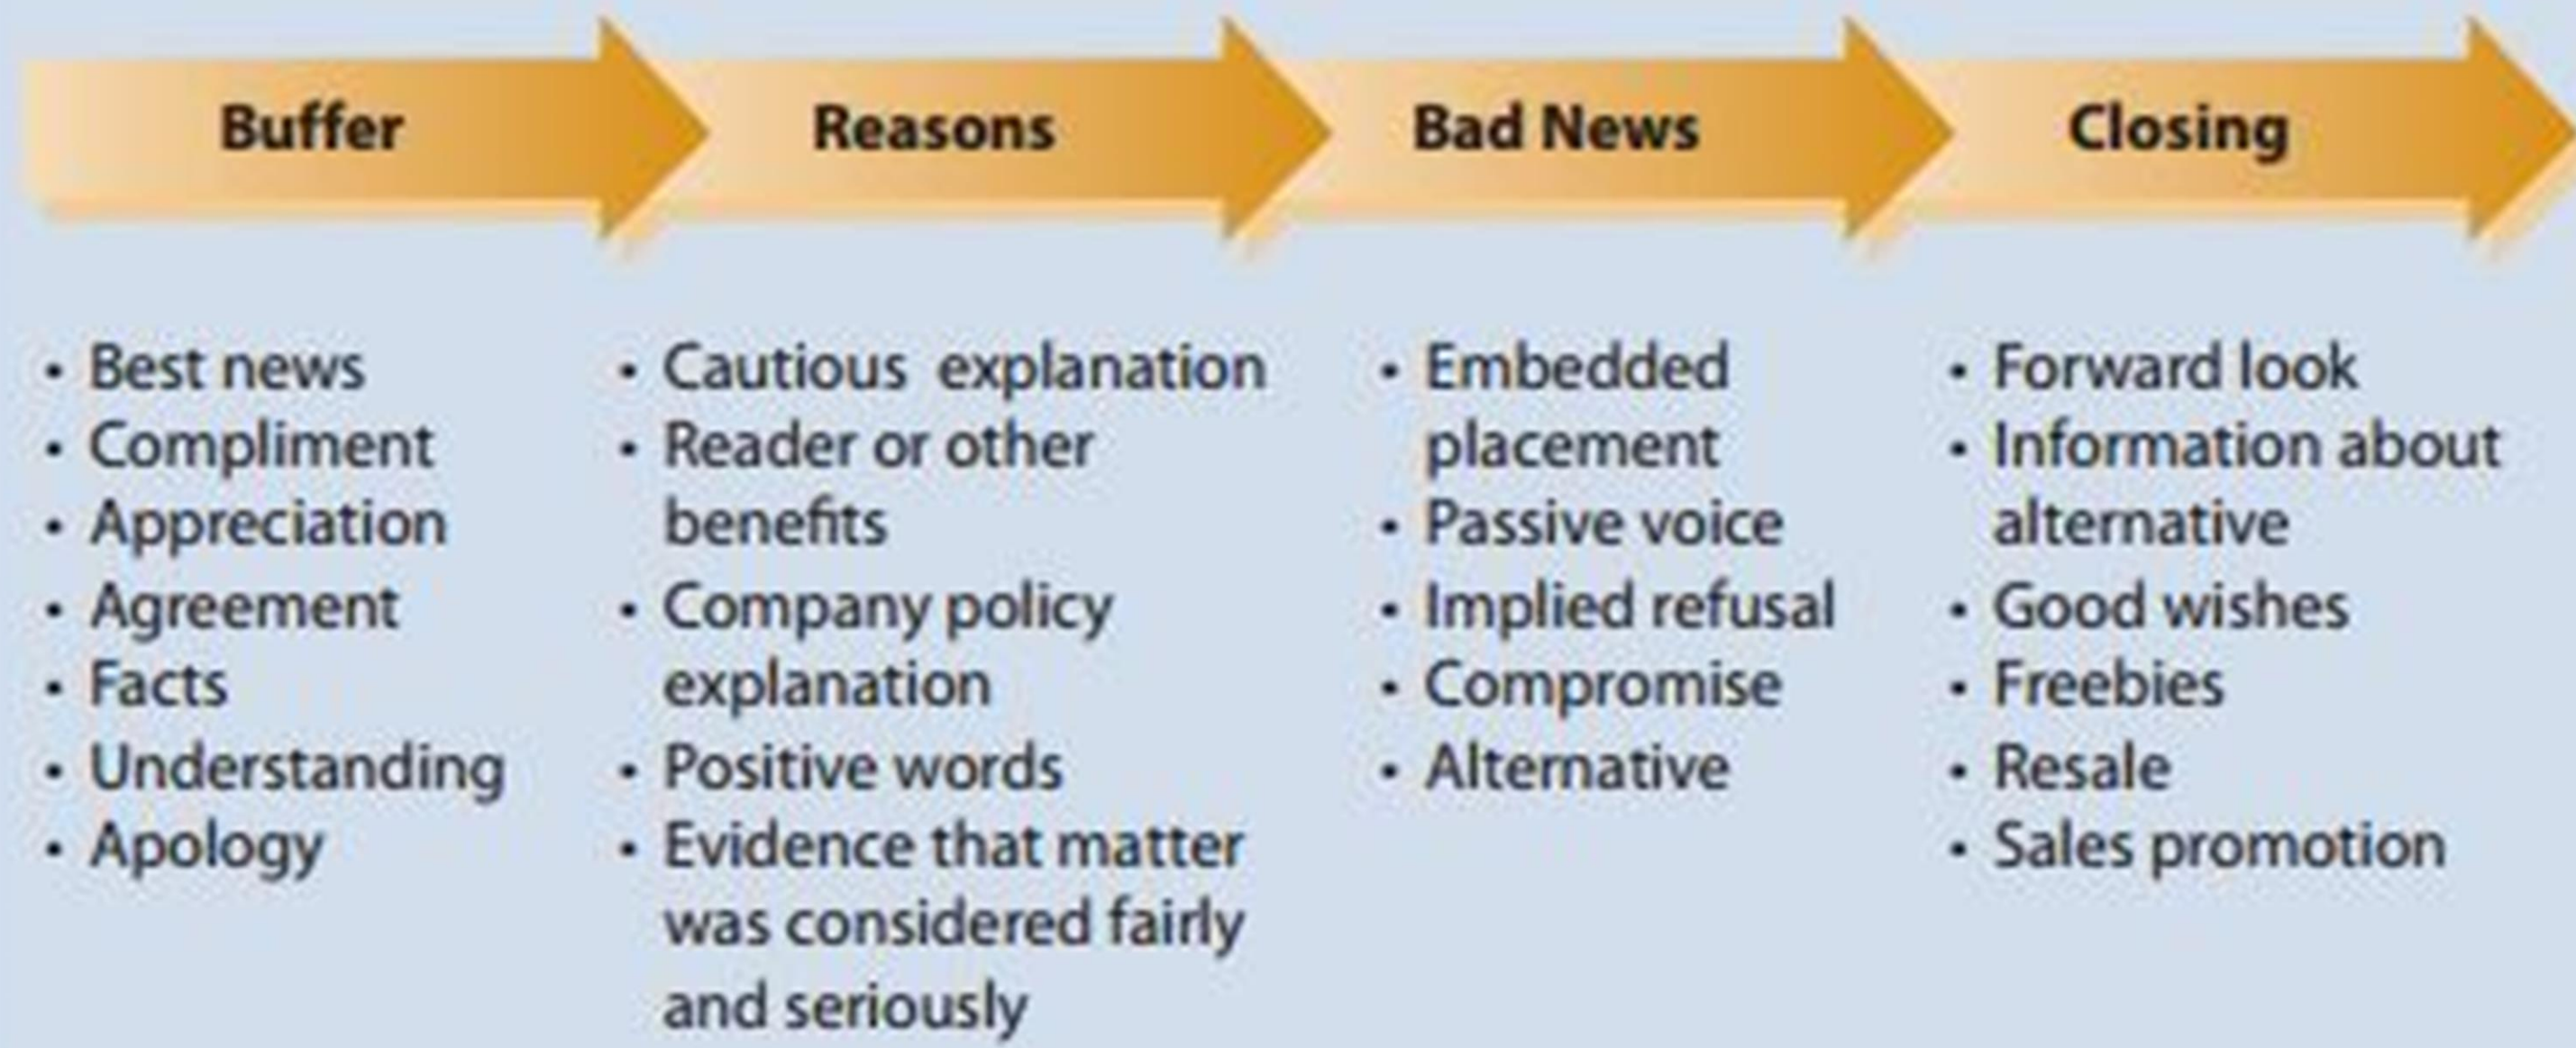 Buffer
Reasons
Bad News
Closing
• Best news
• Compliment
• Appreciation
• Agreement
• Facts
• Understanding
• Apology
• Cautious explanation
• Reader or other
benefits
• Company policy
explanation
• Positive words
• Evidence that matter
was considered fairly
and seriously
• Embedded
placement
• Passive voice
• Implied refusal
• Compromise
• Alternative
• Forward look
• Information about
alternative
• Good wishes
• Freebies
• Resale
• Sales promotion